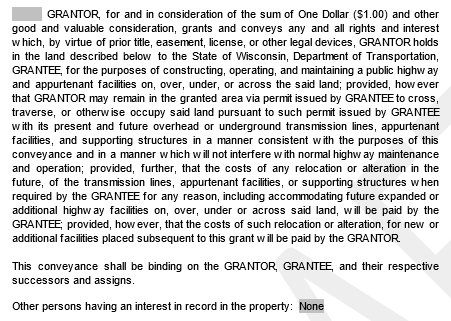 GRANTOR, for and in consideration of the sum of One Dollar ($1.00) and other
good and valuable consideration, grants and conveys any and all rights and interest
which, by virtue of prior title, easement, license, or other legal devices, GRANTOR holds
in the land described below to the State of Wisconsin, Department of Transportation,
GRANTEE, for the purposes of constructing, operating, and maintaining a public highway
and appurtenant facilities on, over, under, or across the said land; provided, however
that GRANTOR may remain in the granted area via permit issued by GRANTEE to cross,
traverse, or otherwise occupy said land pursuant to such permit issued by GRANTEE
with its present and future overhead or underground transmission lines, appurtenant
facilities, and supporting structures in a manner consistent with the purposes of this
conveyance and in a manner which will not interfere with normal highway maintenance
and operation; provided, further, that the costs of any relocation or alteration in the
future, of the transmission lines, appurtenant facilities, or supporting structures when
required by the GRANTEE for any reason, including accommodating future expanded or
additional highway facilities on, over, under or across said land, will be paid by the
GRANTEE; provided, however, that the costs of such relocation or alteration, for new or
additional facilities placed subsequent to this grant will be paid by the GRANTOR.
This conveyance shall be binding on the GRANTOR, GRANTEE, and their respective
successors and assigns.
Other persons having an interest in record in the property: None